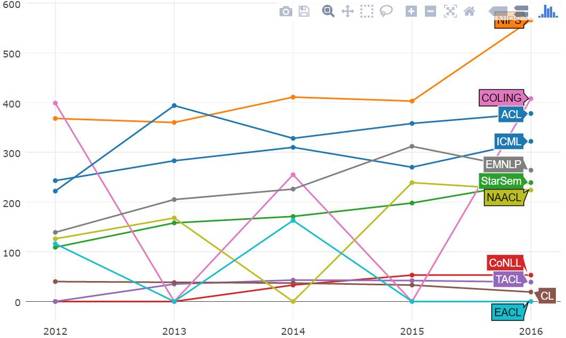 600
NIPS
500
COLING
400
ACL
ICML
300
EMNLP
StarSem
200
NAACL
100
CoNLL
TACL
CL
0
EACL
2012 2013 2014 2015 2016